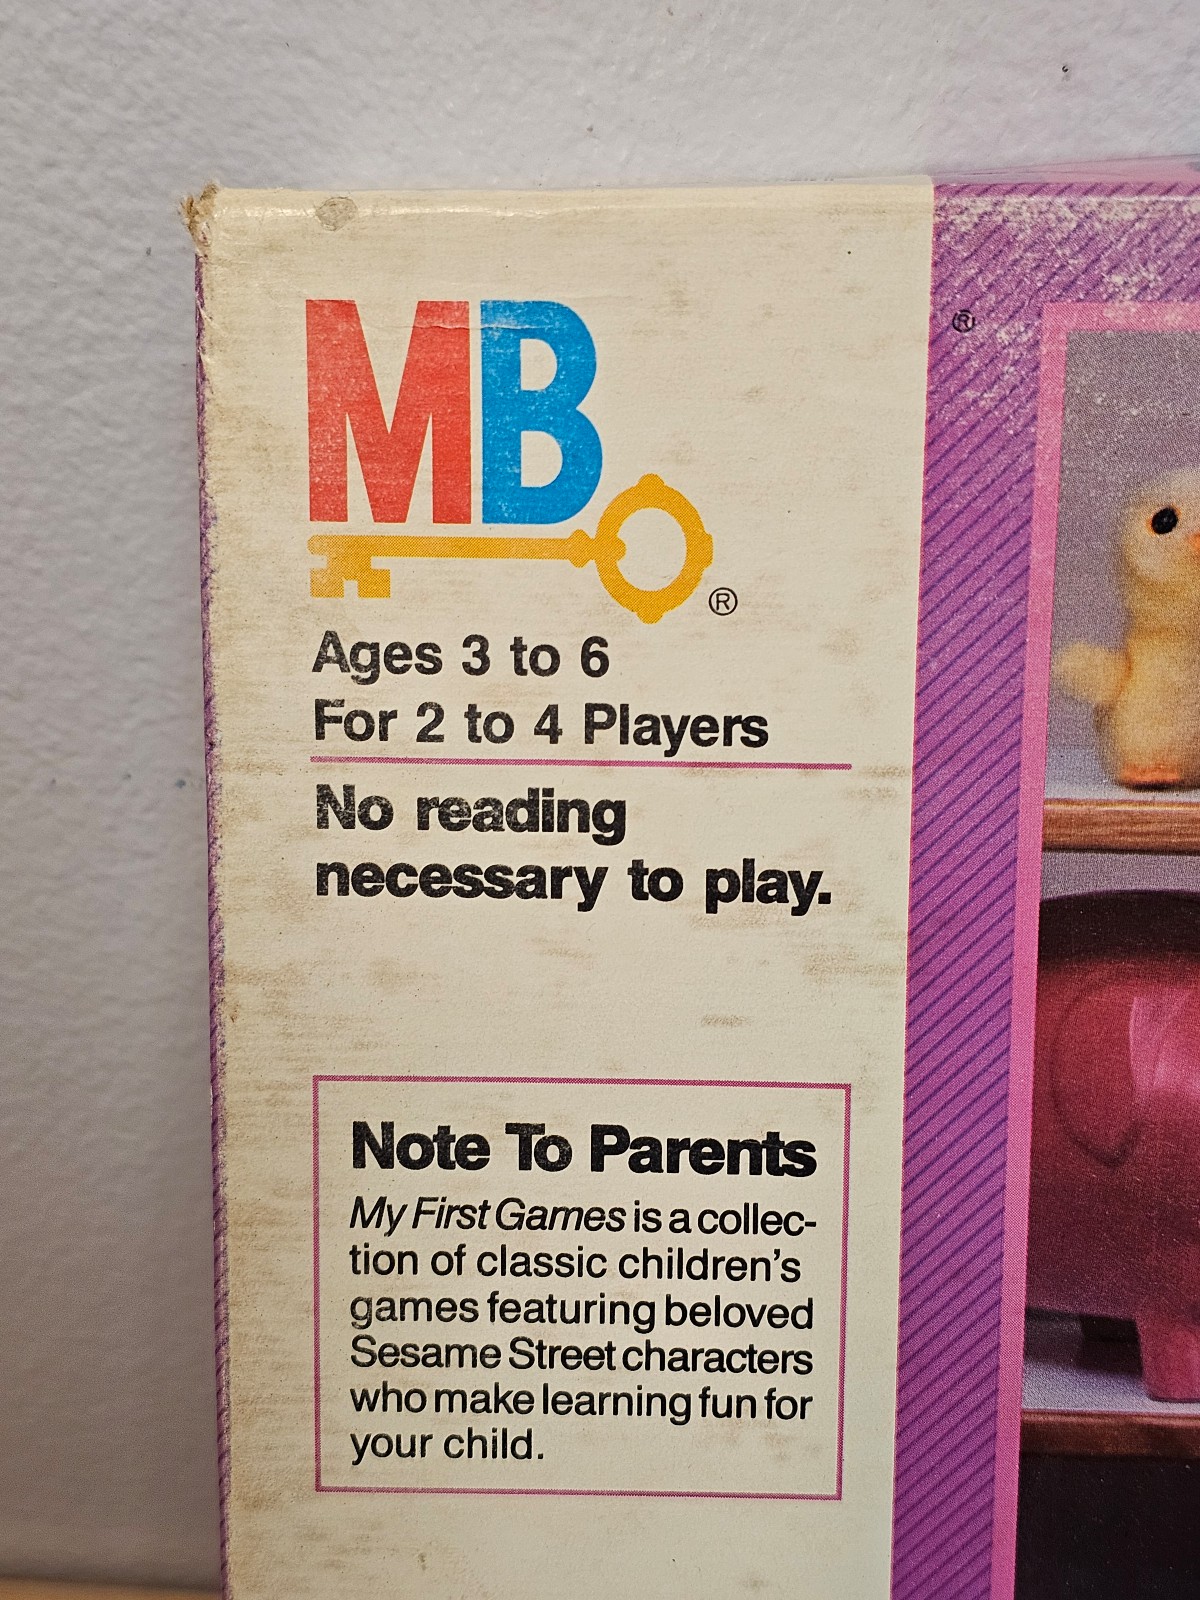 MB
®
®
Ages 3 to 6
For 2 to 4 Players
No reading
necessary to play.
Note To Parents
My First Games is a collec-
tion of classic children's
games featuring beloved
Sesame Street characters
who make learning fun for
your child.